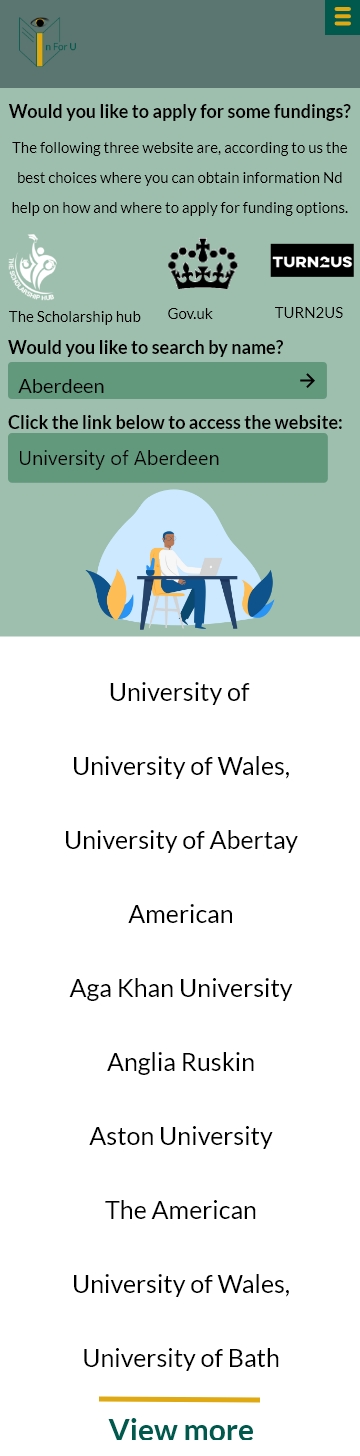 n For U
Would you like to apply for some fundings?
The following three website are, according to us the
best choices where you can obtain information Nd
help on how and where to apply for funding options.
THE SCHOLARSHIP HUB
TURN2US
The Scholarship hub
Gov.uk
TURN2US
Would you like to search by name?
Aberdeen
Click the link below to access the website:
University of Aberdeen
University of
University of Wales,
University of Abertay
American
Aga Khan University
Anglia Ruskin
Aston University
The American
University of Wales,
University of Bath
View more